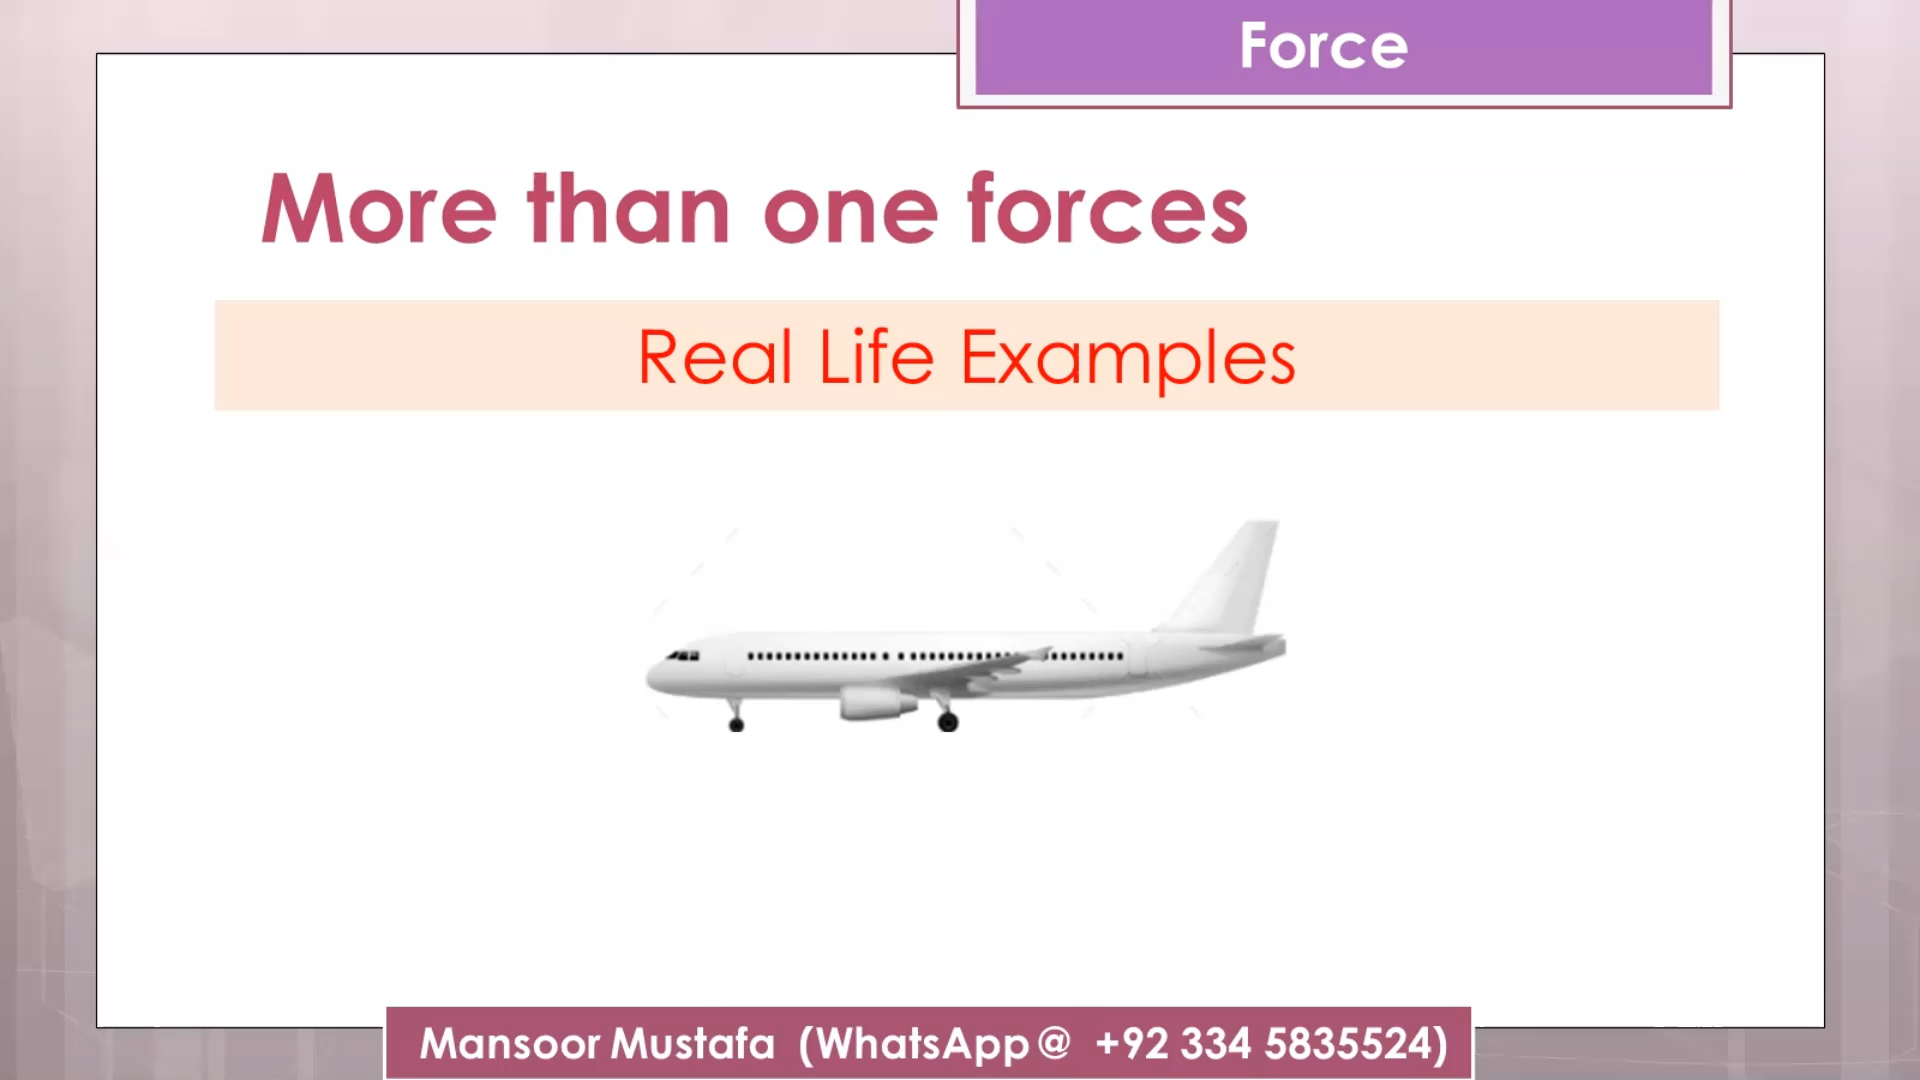 Force
More than one forces
Real Life Examples
Mansoor Mustafa (WhatsApp@ +92 334 5835524)